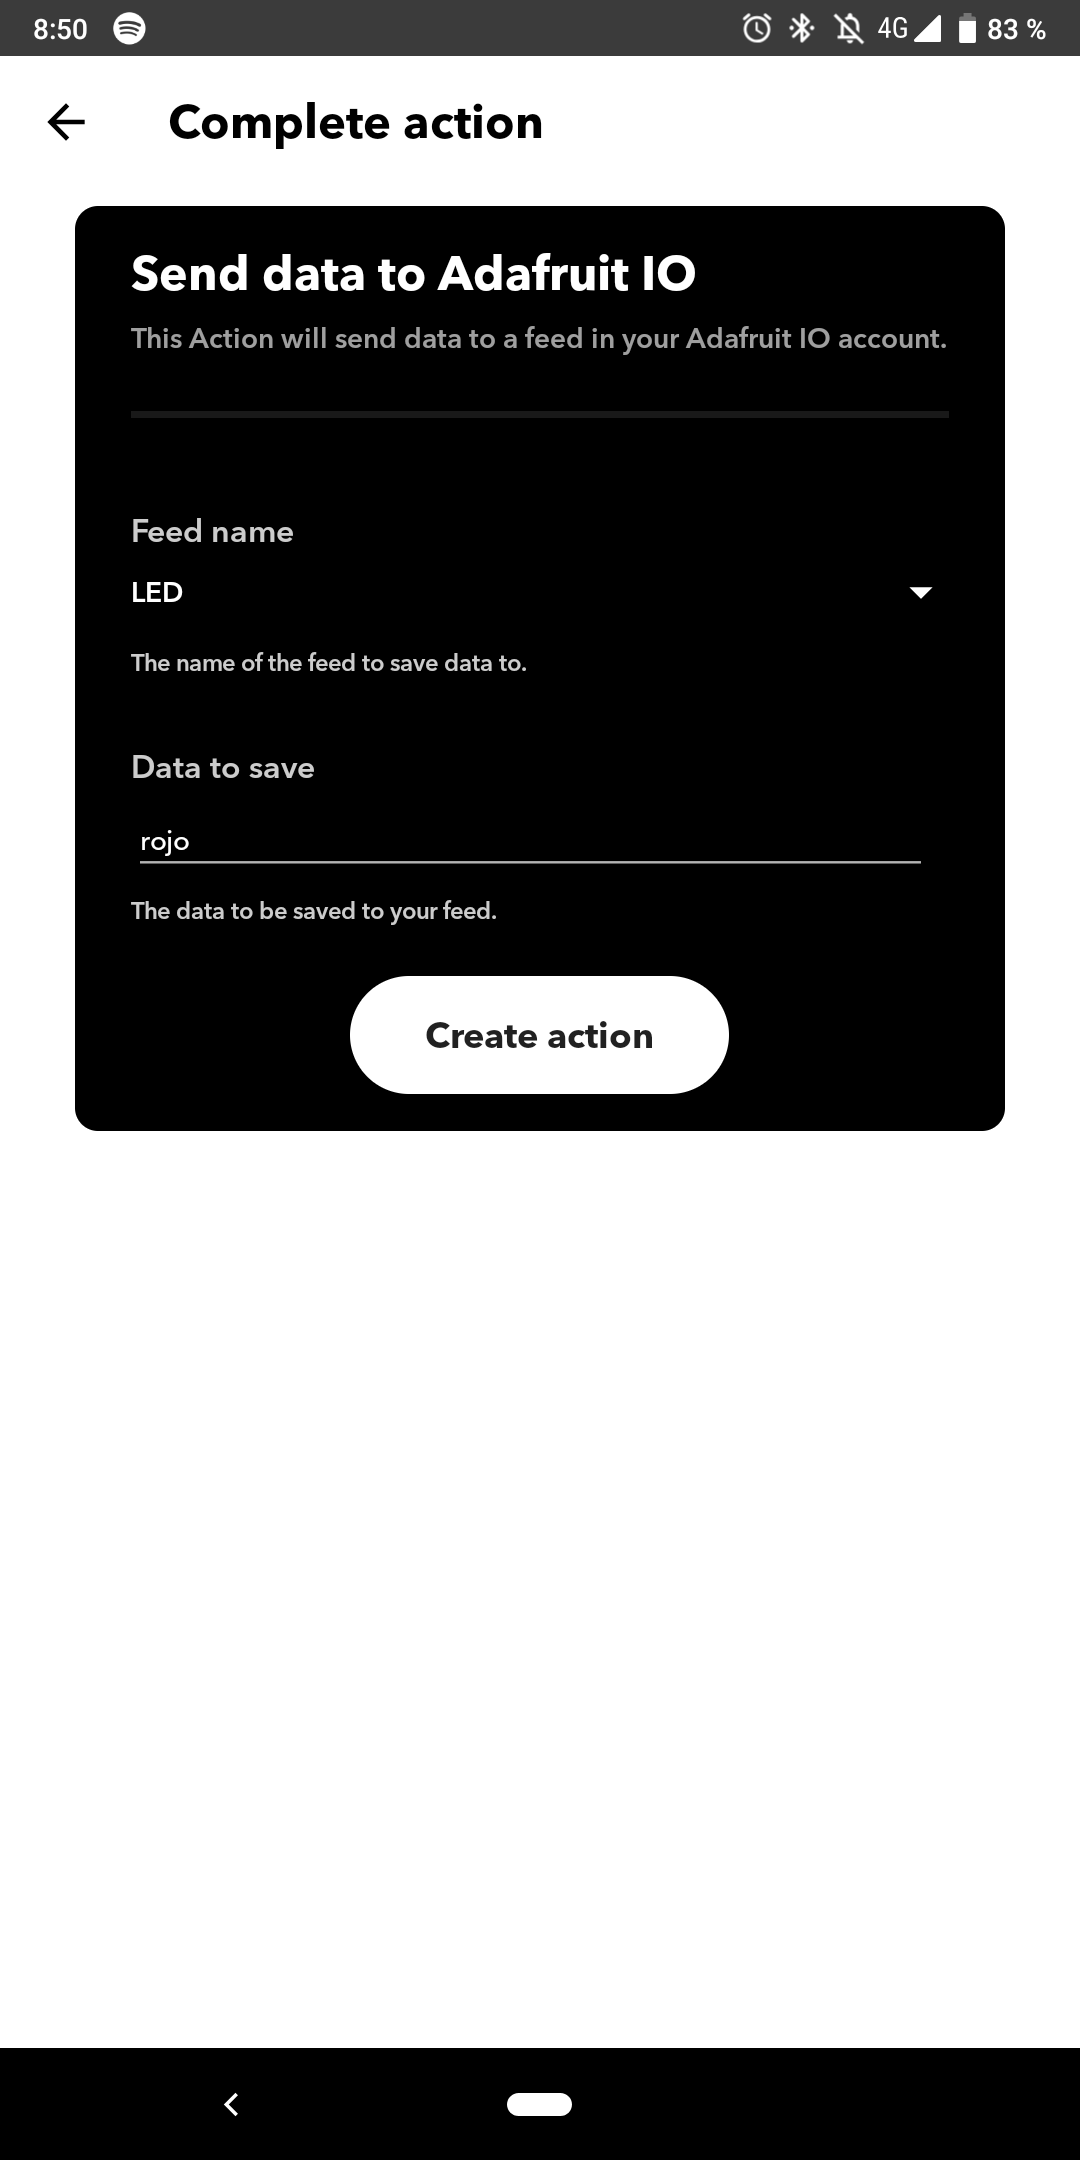 8:50 4G 83 %
Complete action
Send data to Adafruit IO
This Action will send data to a feed in your Adafruit IO account.
Feed name
LED
The name of the feed to save data to.
Data to save
rojo
The data to be saved to your feed.
Create action